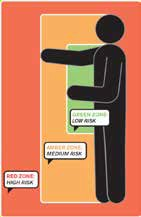 GREEN ZONE:
LOW RISK
AMBER ZONE:
MEDIUM RISK
RED ZONE:
HIGH RISK